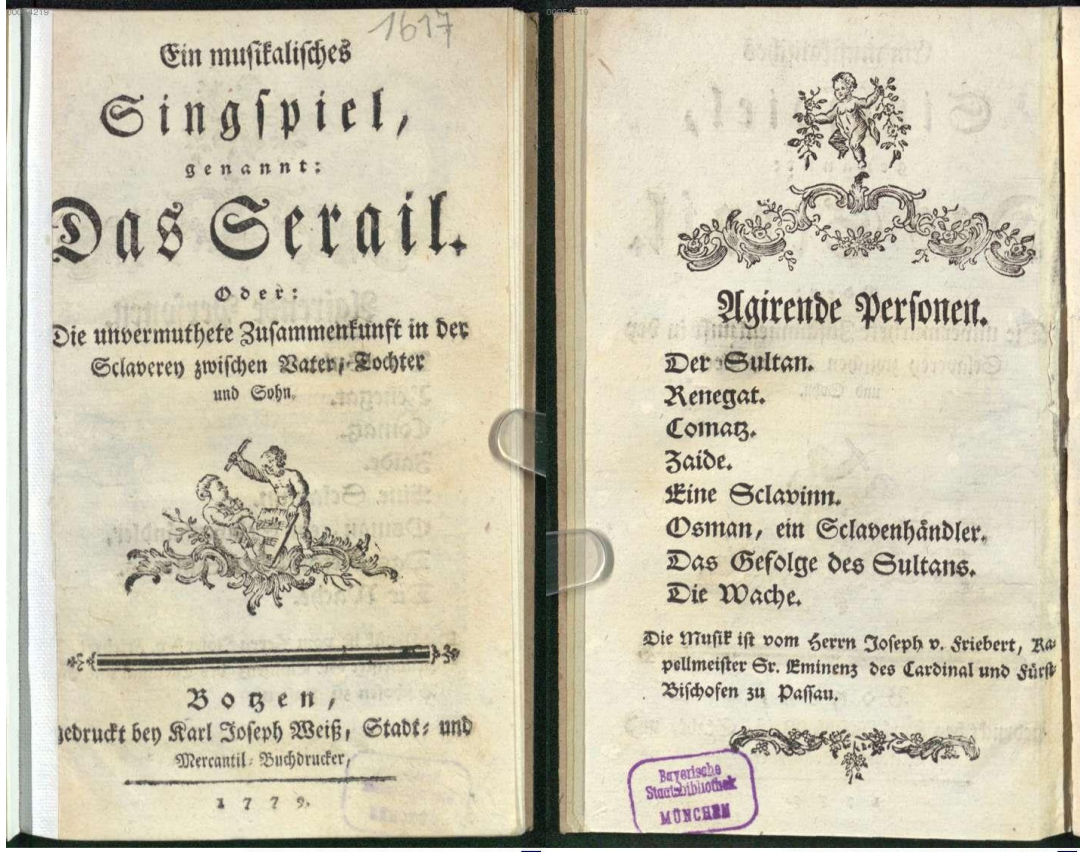 00054219
1617
Ein musikalisches
Singspiel,
genannt:
Das Serail.
Oder:
Die unvermuthete Zusammenkunft in der
Sclaverey zwischen Vater, Tochter
und Sohn.
Botzen,
gedruckt bey Karl Joseph Weiß, Stadt- und
Mercantil-Buchdrucker,
1779.
00054219
Agirende Personen.
Der Sultan.
Renegat.
Comatz.
Zaide.
Eine Sclavinn.
Osman, ein Sclavenhändler.
Das Gefolge des Sultans.
Die Wache.
Die Musik ist vom Herrn Joseph v. Friebert, Ka-
pellmeister Sr. Eminenz des Cardinal und Fürst-
Bischofen zu Passau.
Bayerische
Staatsbibliothek
MÜNCHEN